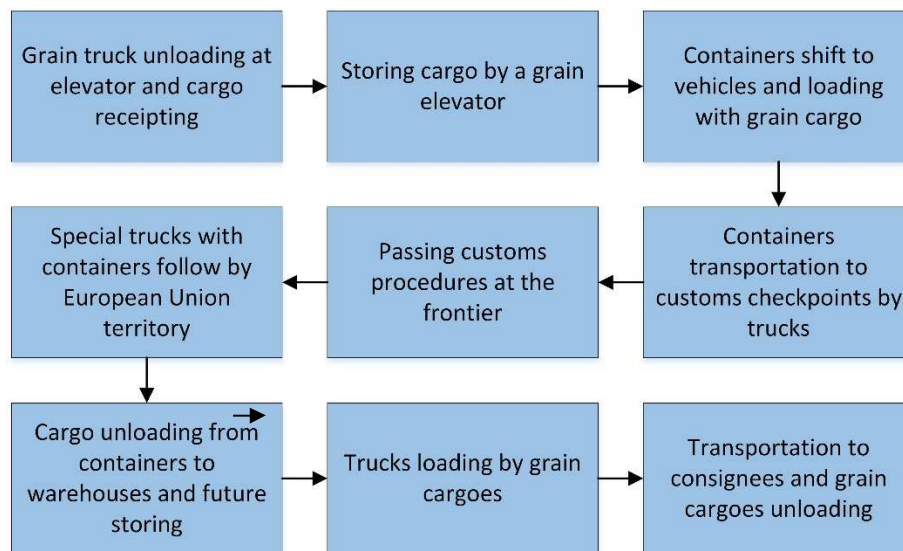 Grain truck unloading at
elevator and cargo
receipting
Storing cargo by a grain
elevator
Containers shift to
vehicles and loading
with grain cargo
Special trucks with
containers follow by
European Union
territory
Passing customs
procedures at the
frontier
Containers
transportation to
customs checkpoints by
trucks
Cargo unloading from
containers to
warehouses and future
storing
Trucks loading by grain
cargoes
Transportation to
consignees and grain
cargoes unloading